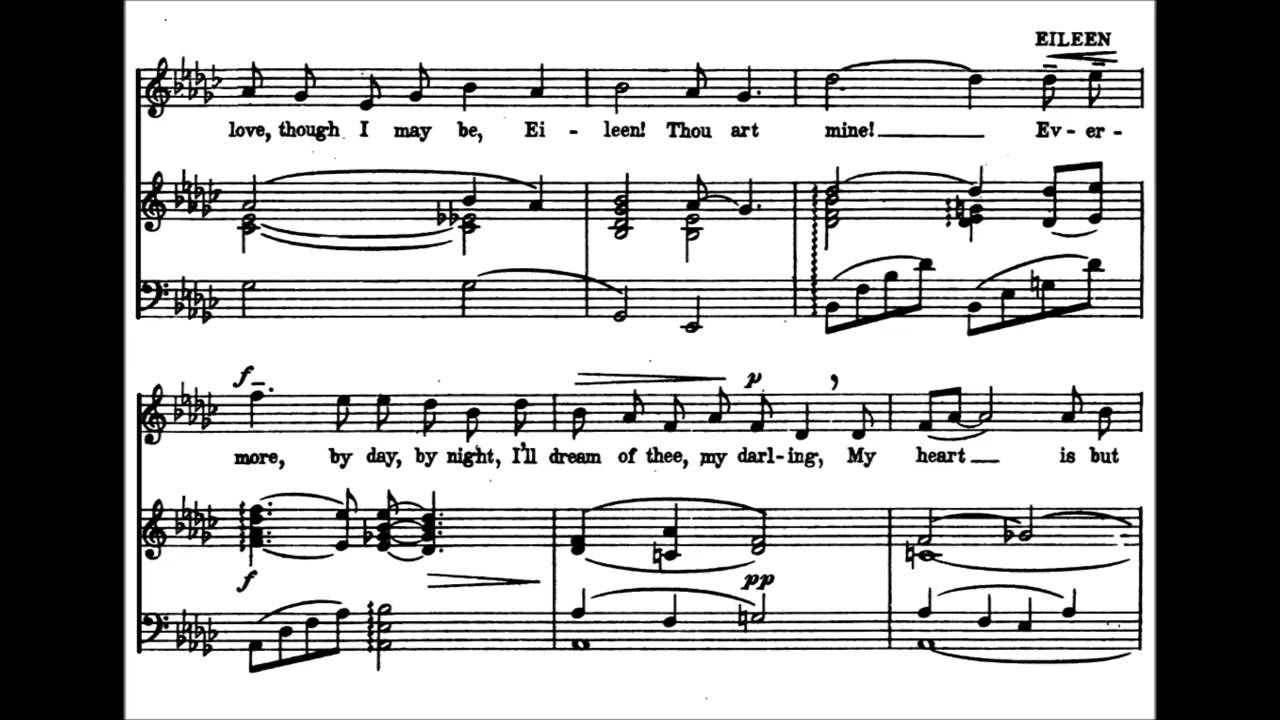 EILEEN
love, though I may be, Ei - leen! Thou art mine! Ev - er -
f p ,
more, by day, by night, I'll dream of thee, my darl - ing, My heart is but
f pp